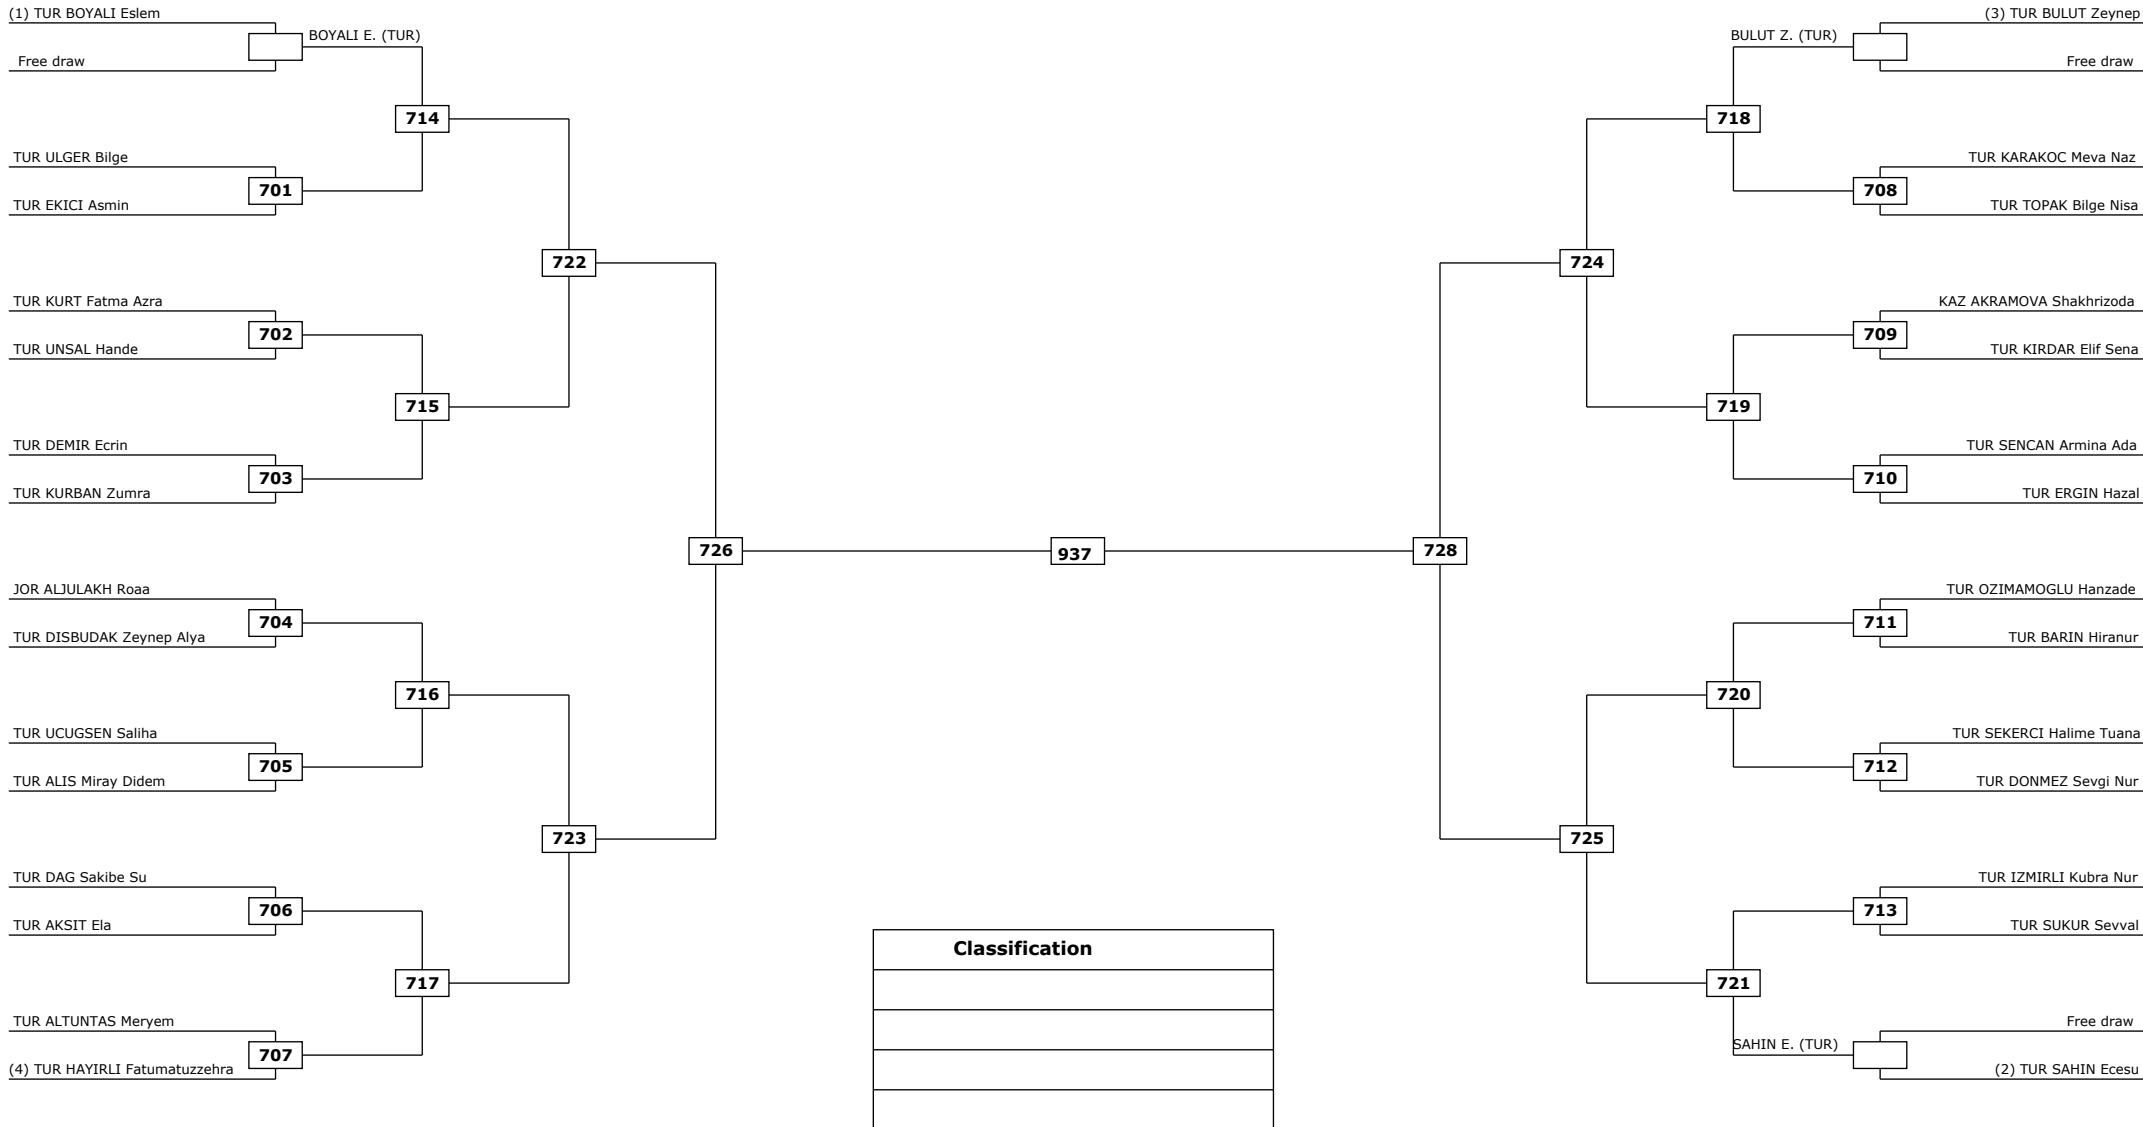 (1) TUR BOYALI Eslem
BOYALI E. (TUR)
Free draw
714
TUR ULGER Bilge
701
TUR EKICI Asmin
722
TUR KURT Fatma Azra
702
TUR UNSAL Hande
715
TUR DEMIR Ecrin
703
TUR KURBAN Zumra
726
JOR ALJULAKH Roaa
704
TUR DISBUDAK Zeynep Alya
716
TUR UCUGSEN Saliha
705
TUR ALIS Miray Didem
723
TUR DAG Sakibe Su
706
TUR AKSIT Ela
717
TUR ALTUNTAS Meryem
707
(4) TUR HAYIRLI Fatumatuzzehra
937
(3) TUR BULUT Zeynep
BULUT Z. (TUR)
Free draw
718
TUR KARAKOC Meva Naz
708
TUR TOPAK Bilge Nisa
724
KAZ AKRAMOVA Shakhrizoda
709
TUR KIRDAR Elif Sena
719
TUR SENCAN Armina Ada
710
TUR ERGIN Hazal
728
TUR OZIMAMOGLU Hanzade
711
TUR BARIN Hiranur
720
TUR SEKERCI Halime Tuana
712
TUR DONMEZ Sevgi Nur
725
TUR IZMIRLI Kubra Nur
713
TUR SUKUR Sevval
721
Free draw
SAHIN E. (TUR)
(2) TUR SAHIN Ecesu
Classification